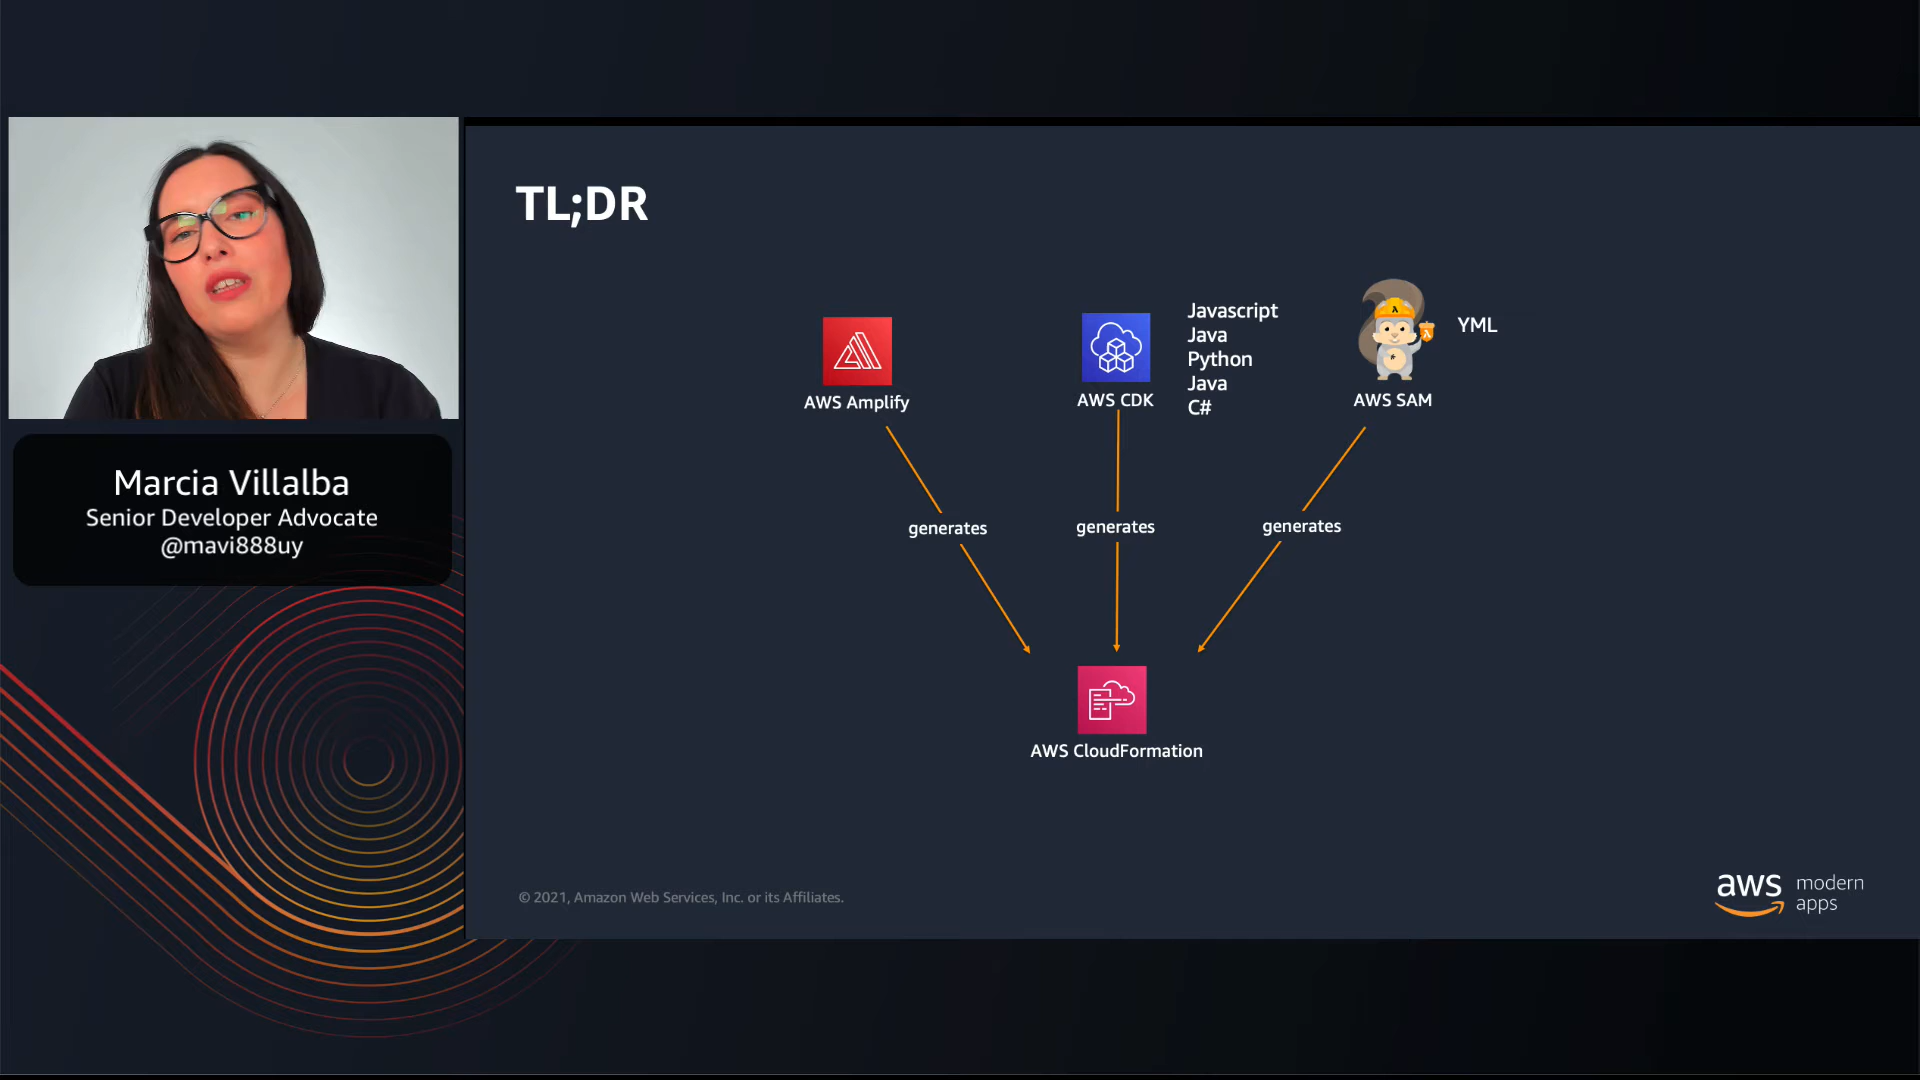 Marcia Villalba
Senior Developer Advocate
@mavi888uy
TL;DR
AWS Amplify
AWS CDK
Javascript
Java
Python
Java
C#
λ
λ
AWS SAM
YML
generates
generates
generates
AWS CloudFormation
© 2021, Amazon Web Services, Inc. or its Affiliates.
aws
modern
apps